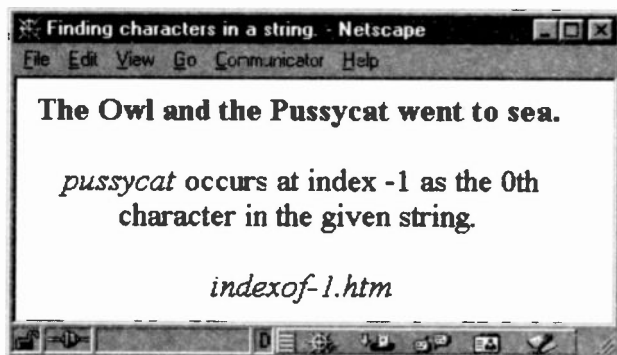 Finding characters in a string. - Netscape
File Edit View Go Communicator Help
The Owl and the Pussycat went to sea.
pussycat occurs at index -1 as the 0th
character in the given string.
indexof-1.htm
D